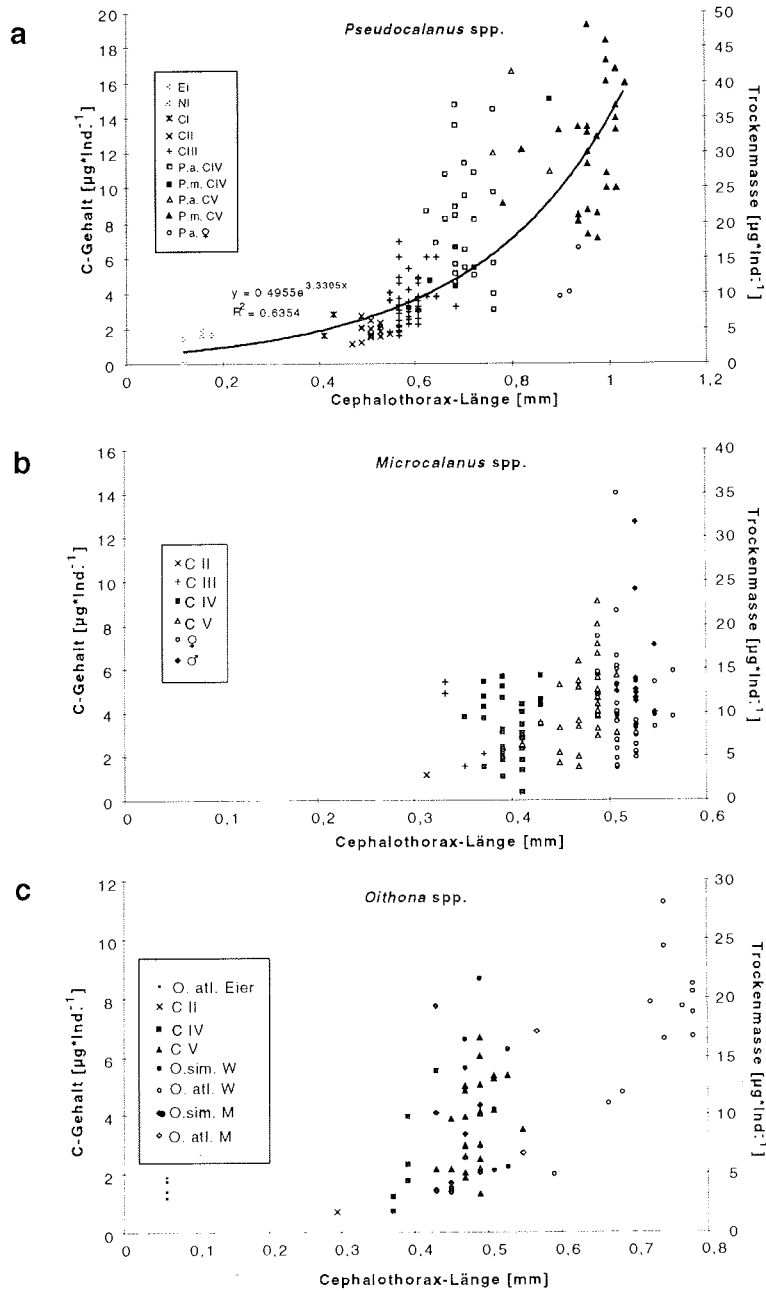 a
Pseudocalanus spp.
C-Gehalt [µg*Ind.⁻¹]
Trockenmasse [µg*Ind.⁻¹]
20
18
16
14
12
10
8
6
4
2
0
50
45
40
35
30
25
20
15
10
5
0
EI
NI
CI
CII
CIII
P.a. CIV
P.m. CIV
P.a. CV
P.m. CV
P.a. ♀
y = 0.4955e^3.3305x
R² = 0.6354
0 0,2 0,4 0,6 0,8 1 1,2
Cephalothorax-Länge [mm]
b
Microcalanus spp.
C-Gehalt [µg*Ind.⁻¹]
Trockenmasse [µg*Ind.⁻¹]
16
14
12
10
8
6
4
2
0
40
35
30
25
20
15
10
5
0
C II
C III
C IV
C V
♀
♂
0 0,1 0,2 0,3 0,4 0,5 0,6
Cephalothorax-Länge [mm]
c
Oithona spp.
C-Gehalt [µg*Ind.⁻¹]
Trockenmasse [µg*Ind.⁻¹]
12
10
8
6
4
2
0
30
25
20
15
10
5
0
O. atl. Eier
C II
C IV
C V
O.sim. W
O. atl. W
O.sim. M
O. atl. M
0 0,1 0,2 0,3 0,4 0,5 0,6 0,7 0,8
Cephalothorax-Länge [mm]